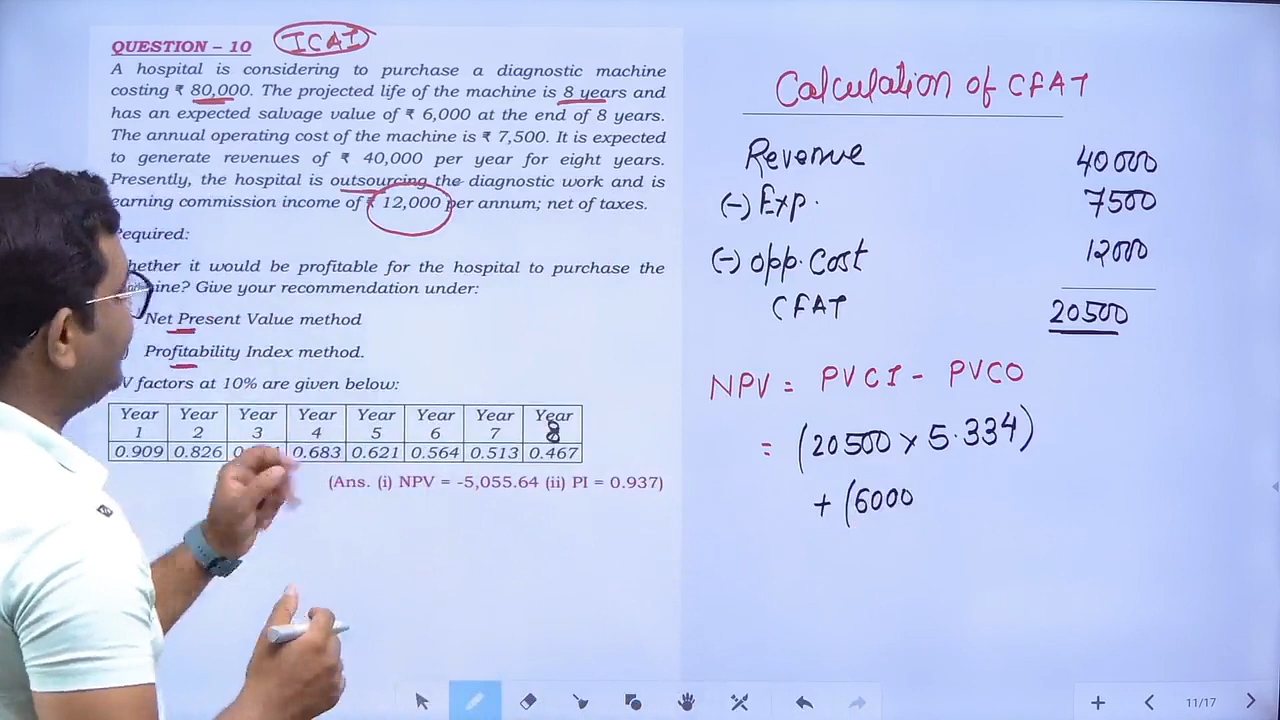 QUESTION – 10
ICAI
A hospital is considering to purchase a diagnostic machine
costing ₹ 80,000. The projected life of the machine is 8 years and
has an expected salvage value of ₹ 6,000 at the end of 8 years.
The annual operating cost of the machine is ₹ 7,500. It is expected
to generate revenues of ₹ 40,000 per year for eight years.
Presently, the hospital is outsourcing the diagnostic work and is
earning commission income of ₹ 12,000 per annum; net of taxes.
equired:
hether it would be profitable for the hospital to purchase the
ine? Give your recommendation under:
Net Present Value method
Profitability Index method.
V factors at 10% are given below:
Year Year Year Year Year Year Year Year
1 2 3 4 5 6 7 8
0.909 0.826 0.683 0.621 0.564 0.513 0.467
(Ans. (i) NPV = -5,055.64 (ii) PI = 0.937)
Calculation of CFAT
Revenue 40000
(-) Exp. 7500
(-) Opp. Cost 12000
CFAT 20500
NPV = PVCI - PVCO
= (20500 × 5.334)
+ (6000
11/17